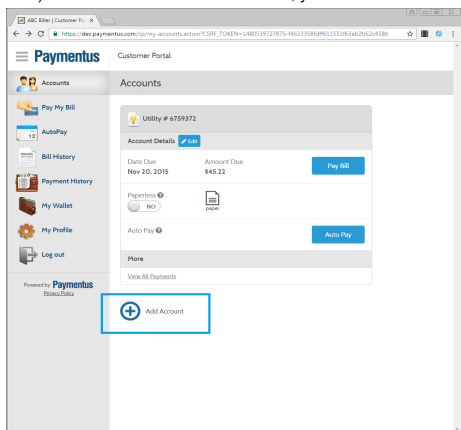 ABC Biller | Customer Po
https://dev.paymentus.com/cp/my-accounts.action?CSRF_TOKEN=1480539727875-f4633358fdff611551f63ab2b62c458b
Paymentus
Customer Portal
Accounts
Accounts
Pay My Bill
Utility # 6759372
AutoPay
12
Account Details Edit
Bill History
Date Due Amount Due
Nov 20, 2015 $45.22
Pay Bill
Payment History
Paperless
NO
paper
My Wallet
My Profile
Auto Pay
Auto Pay
Log out
More
View All Payments
Powered by Paymentus
Privacy Policy
Add Account